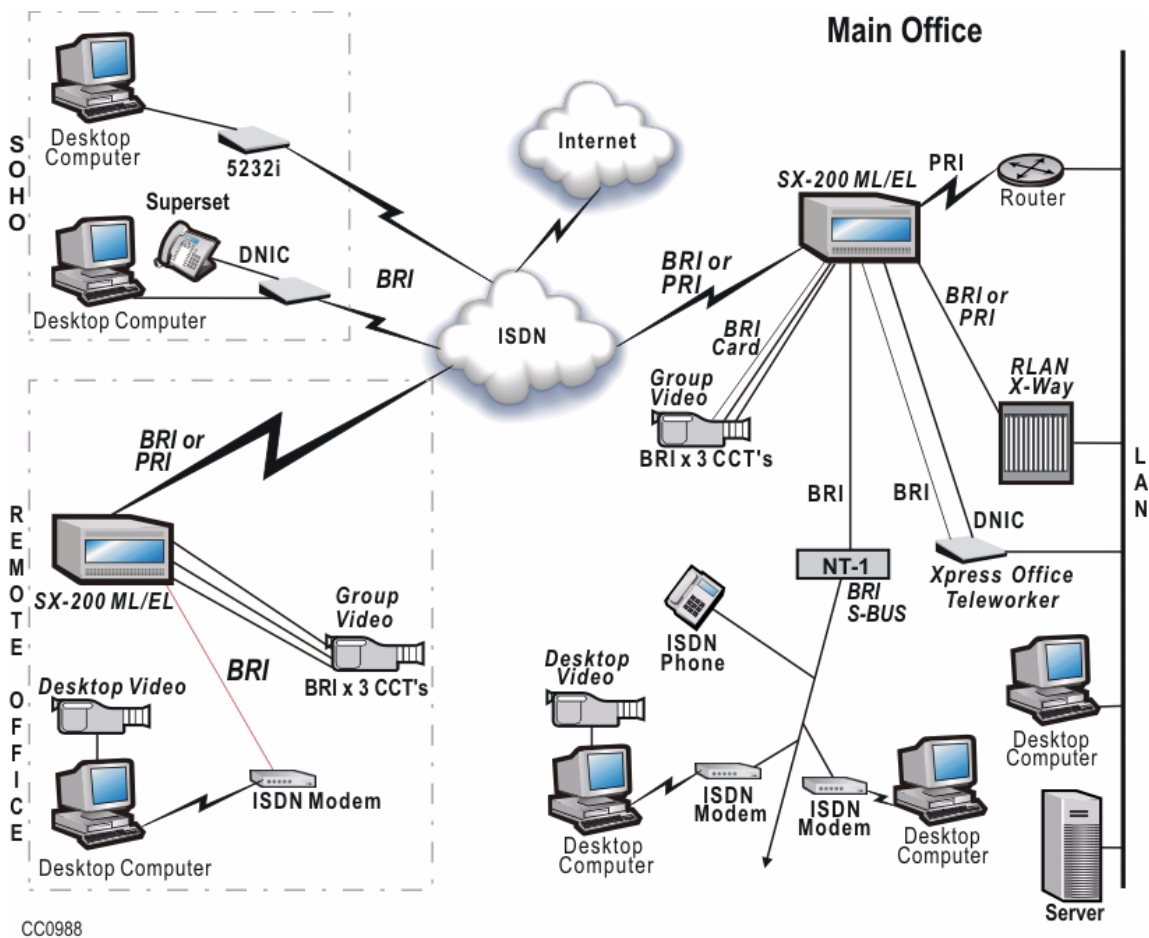 Main Office
SOHO
Desktop
Computer
5232i
Superset
DNIC
Desktop Computer
BRI
Internet
ISDN
BRI or
PRI
SX-200 ML/EL
PRI
Router
BRI
Card
Group
Video
BRI x 3 CCT's
BRI or
PRI
RLAN
X-Way
LAN
BRI
BRI
DNIC
NT-1
BRI
S-BUS
Xpress Office
Teleworker
ISDN
Phone
Desktop
Video
ISDN
Modem
Desktop
Computer
ISDN
Modem
Desktop
Computer
Desktop
Computer
Server
REMOTE OFFICE
BRI or
PRI
SX-200 ML/EL
Group
Video
BRI x 3 CCT's
BRI
Desktop Video
ISDN Modem
Desktop Computer
CC0988